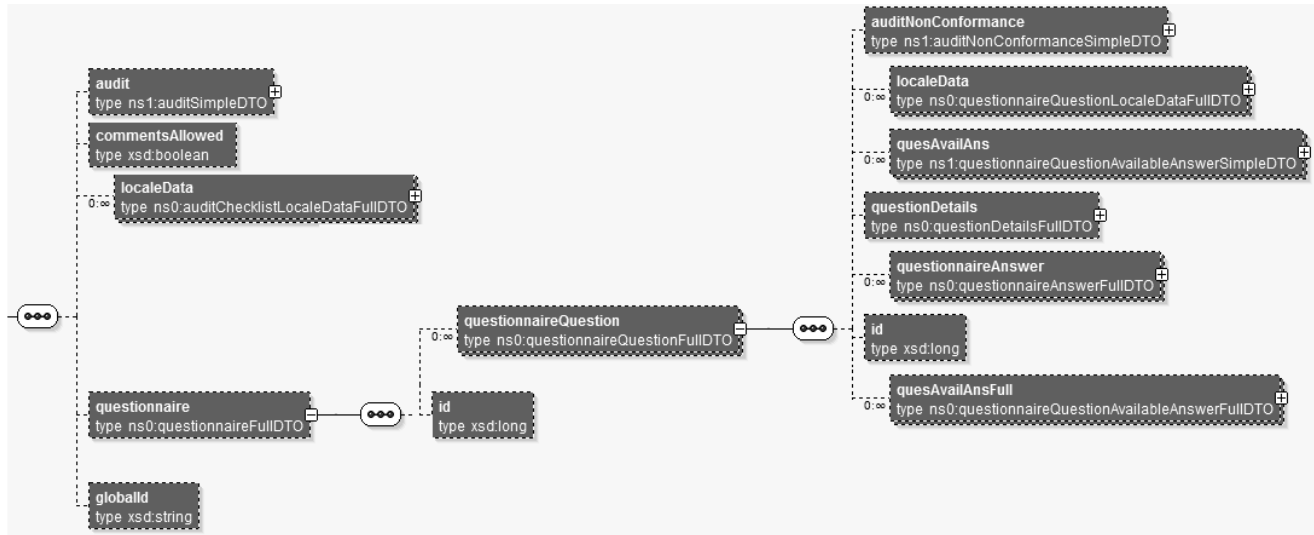 audit
type ns1:auditSimpleDTO
commentsAllowed
type xsd:boolean
localeData
0:∞
type ns0:auditChecklistLocaleDataFullDTO
questionnaire
type ns0:questionnaireFullDTO
globalId
type xsd:string
questionnaireQuestion
0:∞
type ns0:questionnaireQuestionFullDTO
id
type xsd:long
auditNonConformance
type ns1:auditNonConformanceSimpleDTO
localeData
0:∞
type ns0:questionnaireQuestionLocaleDataFullDTO
quesAvailAns
0:∞
type ns1:questionnaireQuestionAvailableAnswerSimpleDTO
questionDetails
type ns0:questionDetailsFullDTO
questionnaireAnswer
0:∞
type ns0:questionnaireAnswerFullDTO
id
type xsd:long
quesAvailAnsFull
0:∞
type ns0:questionnaireQuestionAvailableAnswerFullDTO